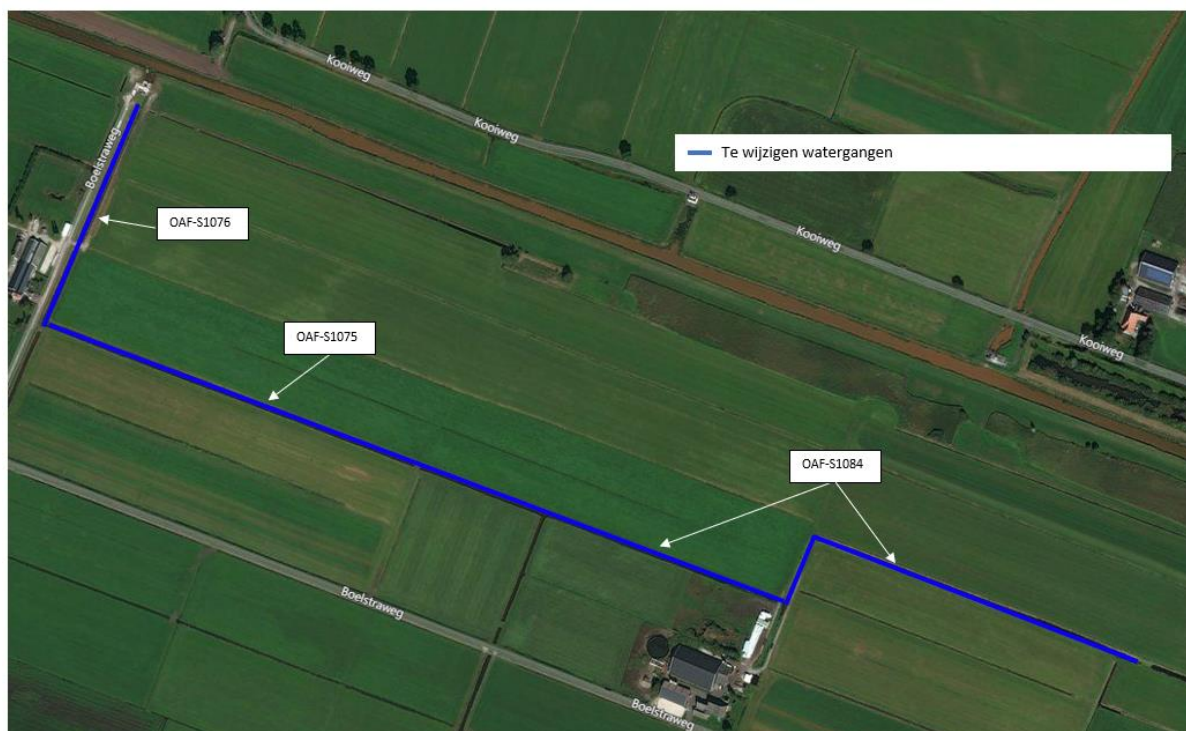 Kooiweg
Kooiweg
Te wijzigen watergangen
Boelstraweg
OAF-S1076
Kooiweg
OAF-S1075
Kooiweg
OAF-S1084
Boelstraweg
Boelstraweg